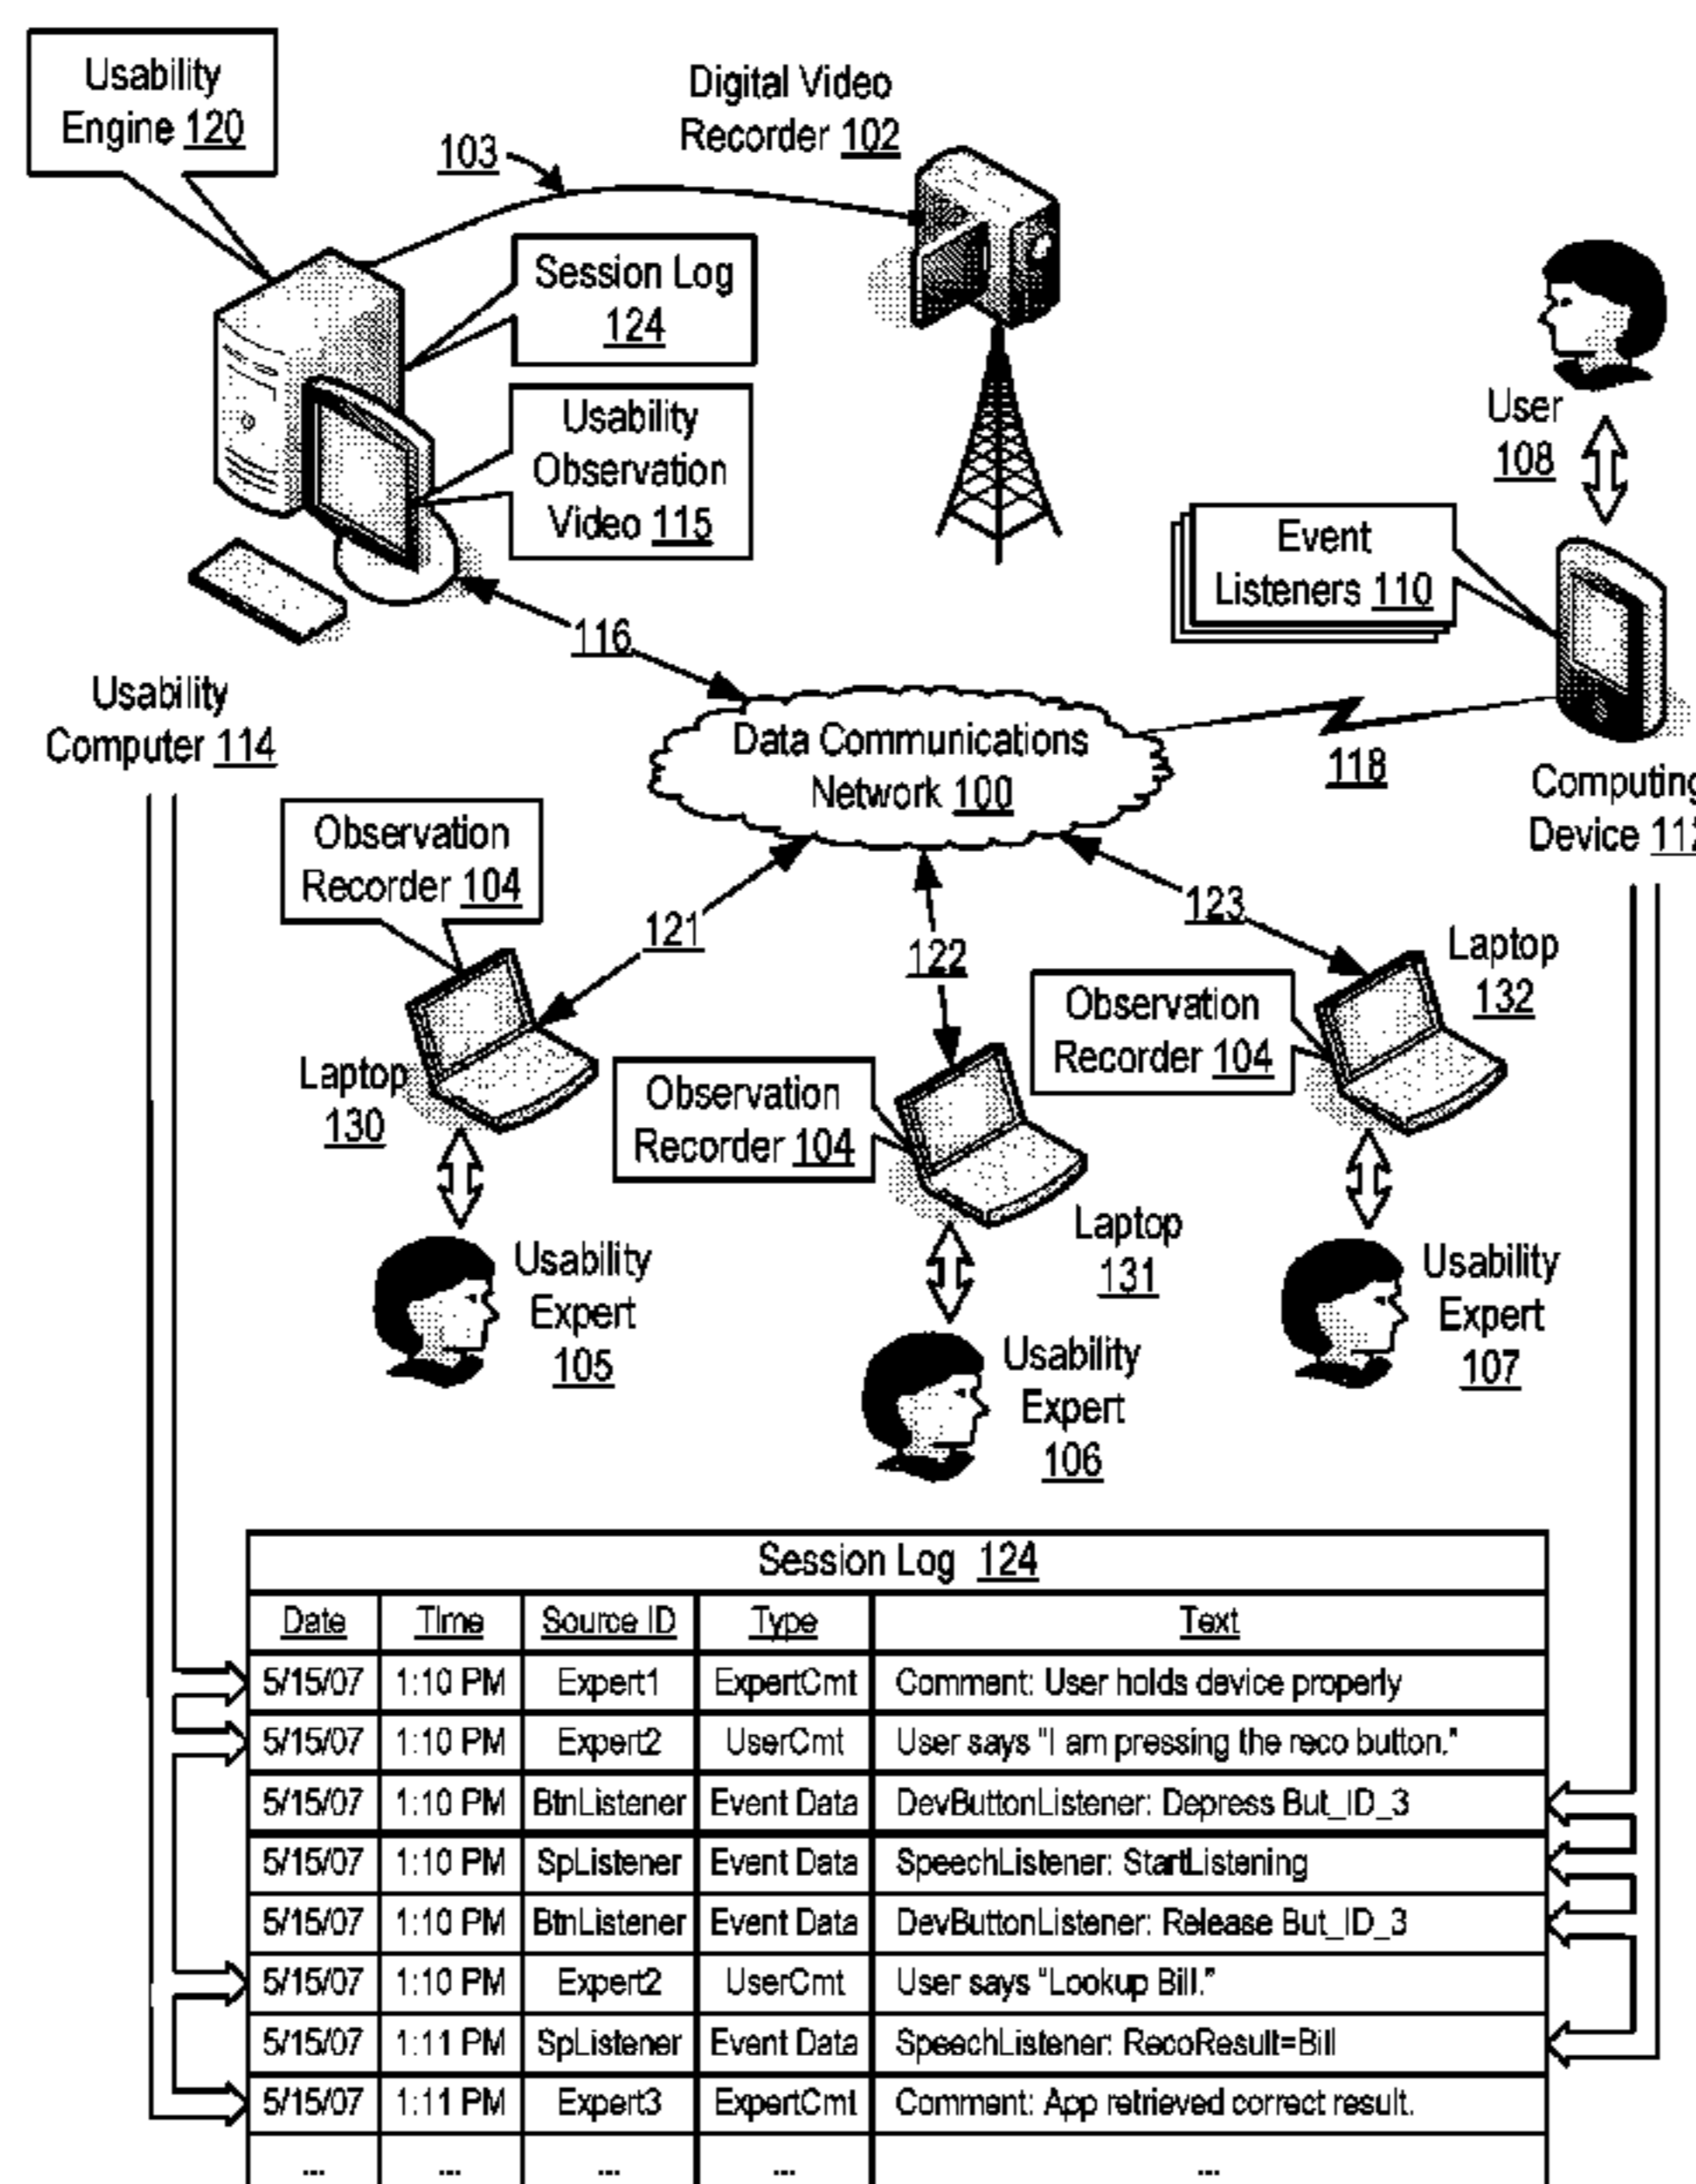 Usability
Engine 120
103
Digital Video
Recorder 102
Session Log
124
Usability
Observation
Video 115
User
108
Event
Listeners 110
116
Usability
Computer 114
Data Communications
Network 100
118
Computing
Device 112
Observation
Recorder 104
121
122
123
Laptop
132
Observation
Recorder 104
Laptop
130
Observation
Recorder 104
Laptop
131
Usability
Expert
105
Usability
Expert
106
Usability
Expert
107
Session Log 124
Date Time Source ID Type Text
5/15/07 1:10 PM Expert1 ExpertCmt Comment: User holds device properly
5/15/07 1:10 PM Expert2 UserCmt User says "I am pressing the reco button."
5/15/07 1:10 PM BtnListener Event Data DevButtonListener: Depress But_ID_3
5/15/07 1:10 PM SpListener Event Data SpeechListener: StartListening
5/15/07 1:10 PM BtnListener Event Data DevButtonListener: Release But_ID_3
5/15/07 1:10 PM Expert2 UserCmt User says "Lookup Bill."
5/15/07 1:11 PM SpListener Event Data SpeechListener: RecoResult=Bill
5/15/07 1:11 PM Expert3 ExpertCmt Comment: App retrieved correct result.
... ... ... ... ...